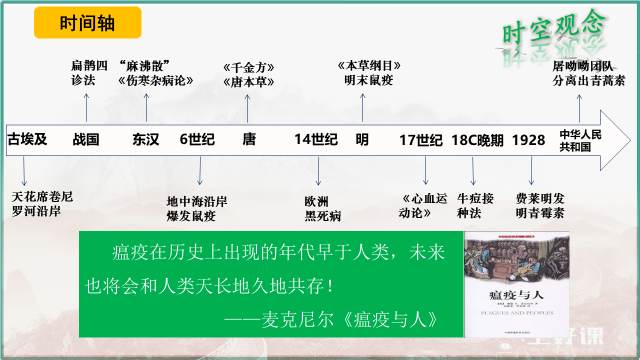 时间轴
时空观念
扁鹊四
诊法
“麻沸散”
《伤寒杂病论》
《千金方》
《唐本草》
《本草纲目》
明末鼠疫
屠呦呦团队
分离出青蒿素
古埃及
战国
东汉
6世纪
唐
14世纪
明
17世纪
18C晚期
1928
中华人民
共和国
天花席卷尼
罗河沿岸
地中海沿岸
爆发鼠疫
欧洲
黑死病
《心血运
动论》
牛痘接
种法
费莱明发
明青霉素
瘟疫在历史上出现的年代早于人类，未来
也将会和人类天长地久地共存！
——麦克尼尔《瘟疫与人》
瘟疫与人
PLAGUES AND PEOPLES
上好课